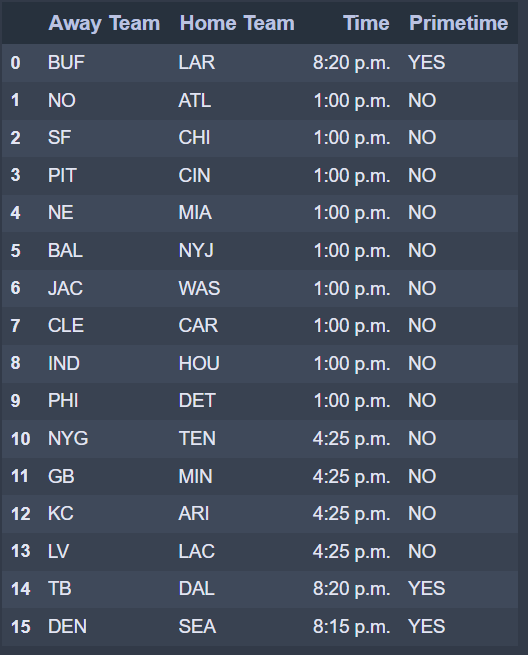 Away Team Home Team Time Primetime
0 BUF LAR 8:20 p.m. YES
1 NO ATL 1:00 p.m. NO
2 SF CHI 1:00 p.m. NO
3 PIT CIN 1:00 p.m. NO
4 NE MIA 1:00 p.m. NO
5 BAL NYJ 1:00 p.m. NO
6 JAC WAS 1:00 p.m. NO
7 CLE CAR 1:00 p.m. NO
8 IND HOU 1:00 p.m. NO
9 PHI DET 1:00 p.m. NO
10 NYG TEN 4:25 p.m. NO
11 GB MIN 4:25 p.m. NO
12 KC ARI 4:25 p.m. NO
13 LV LAC 4:25 p.m. NO
14 TB DAL 8:20 p.m. YES
15 DEN SEA 8:15 p.m. YES